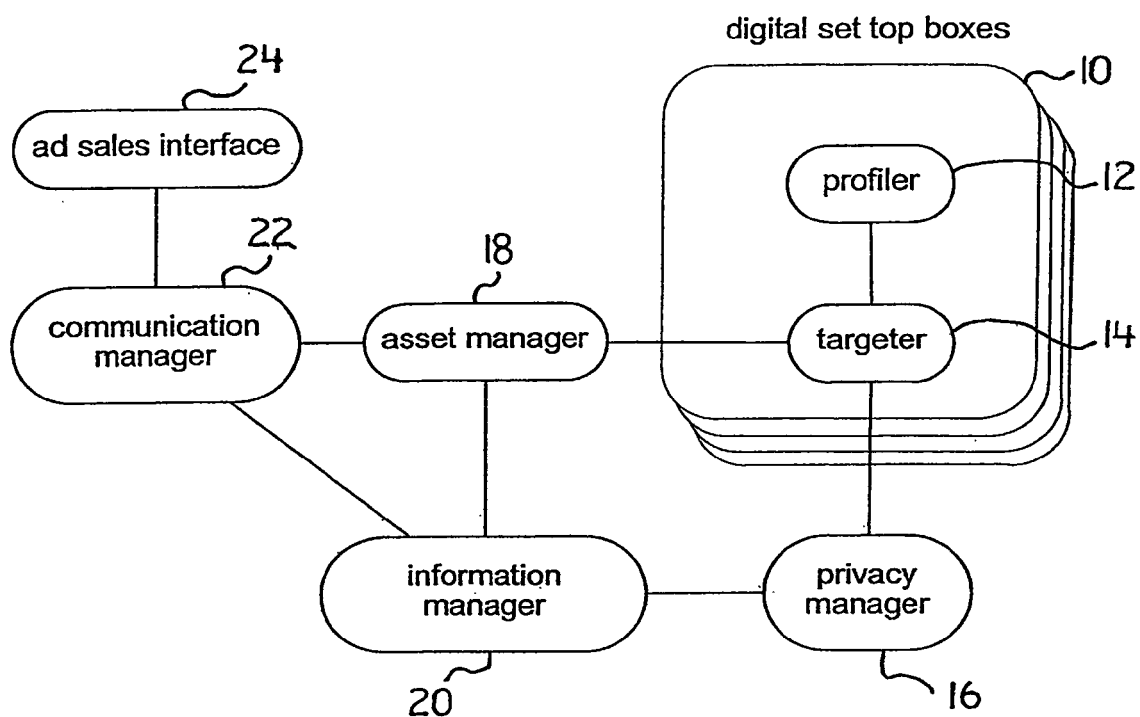 digital set top boxes
24
10
ad sales interface
profiler
12
22
18
communication
manager
asset manager
targeter
14
information
manager
privacy
manager
20
16